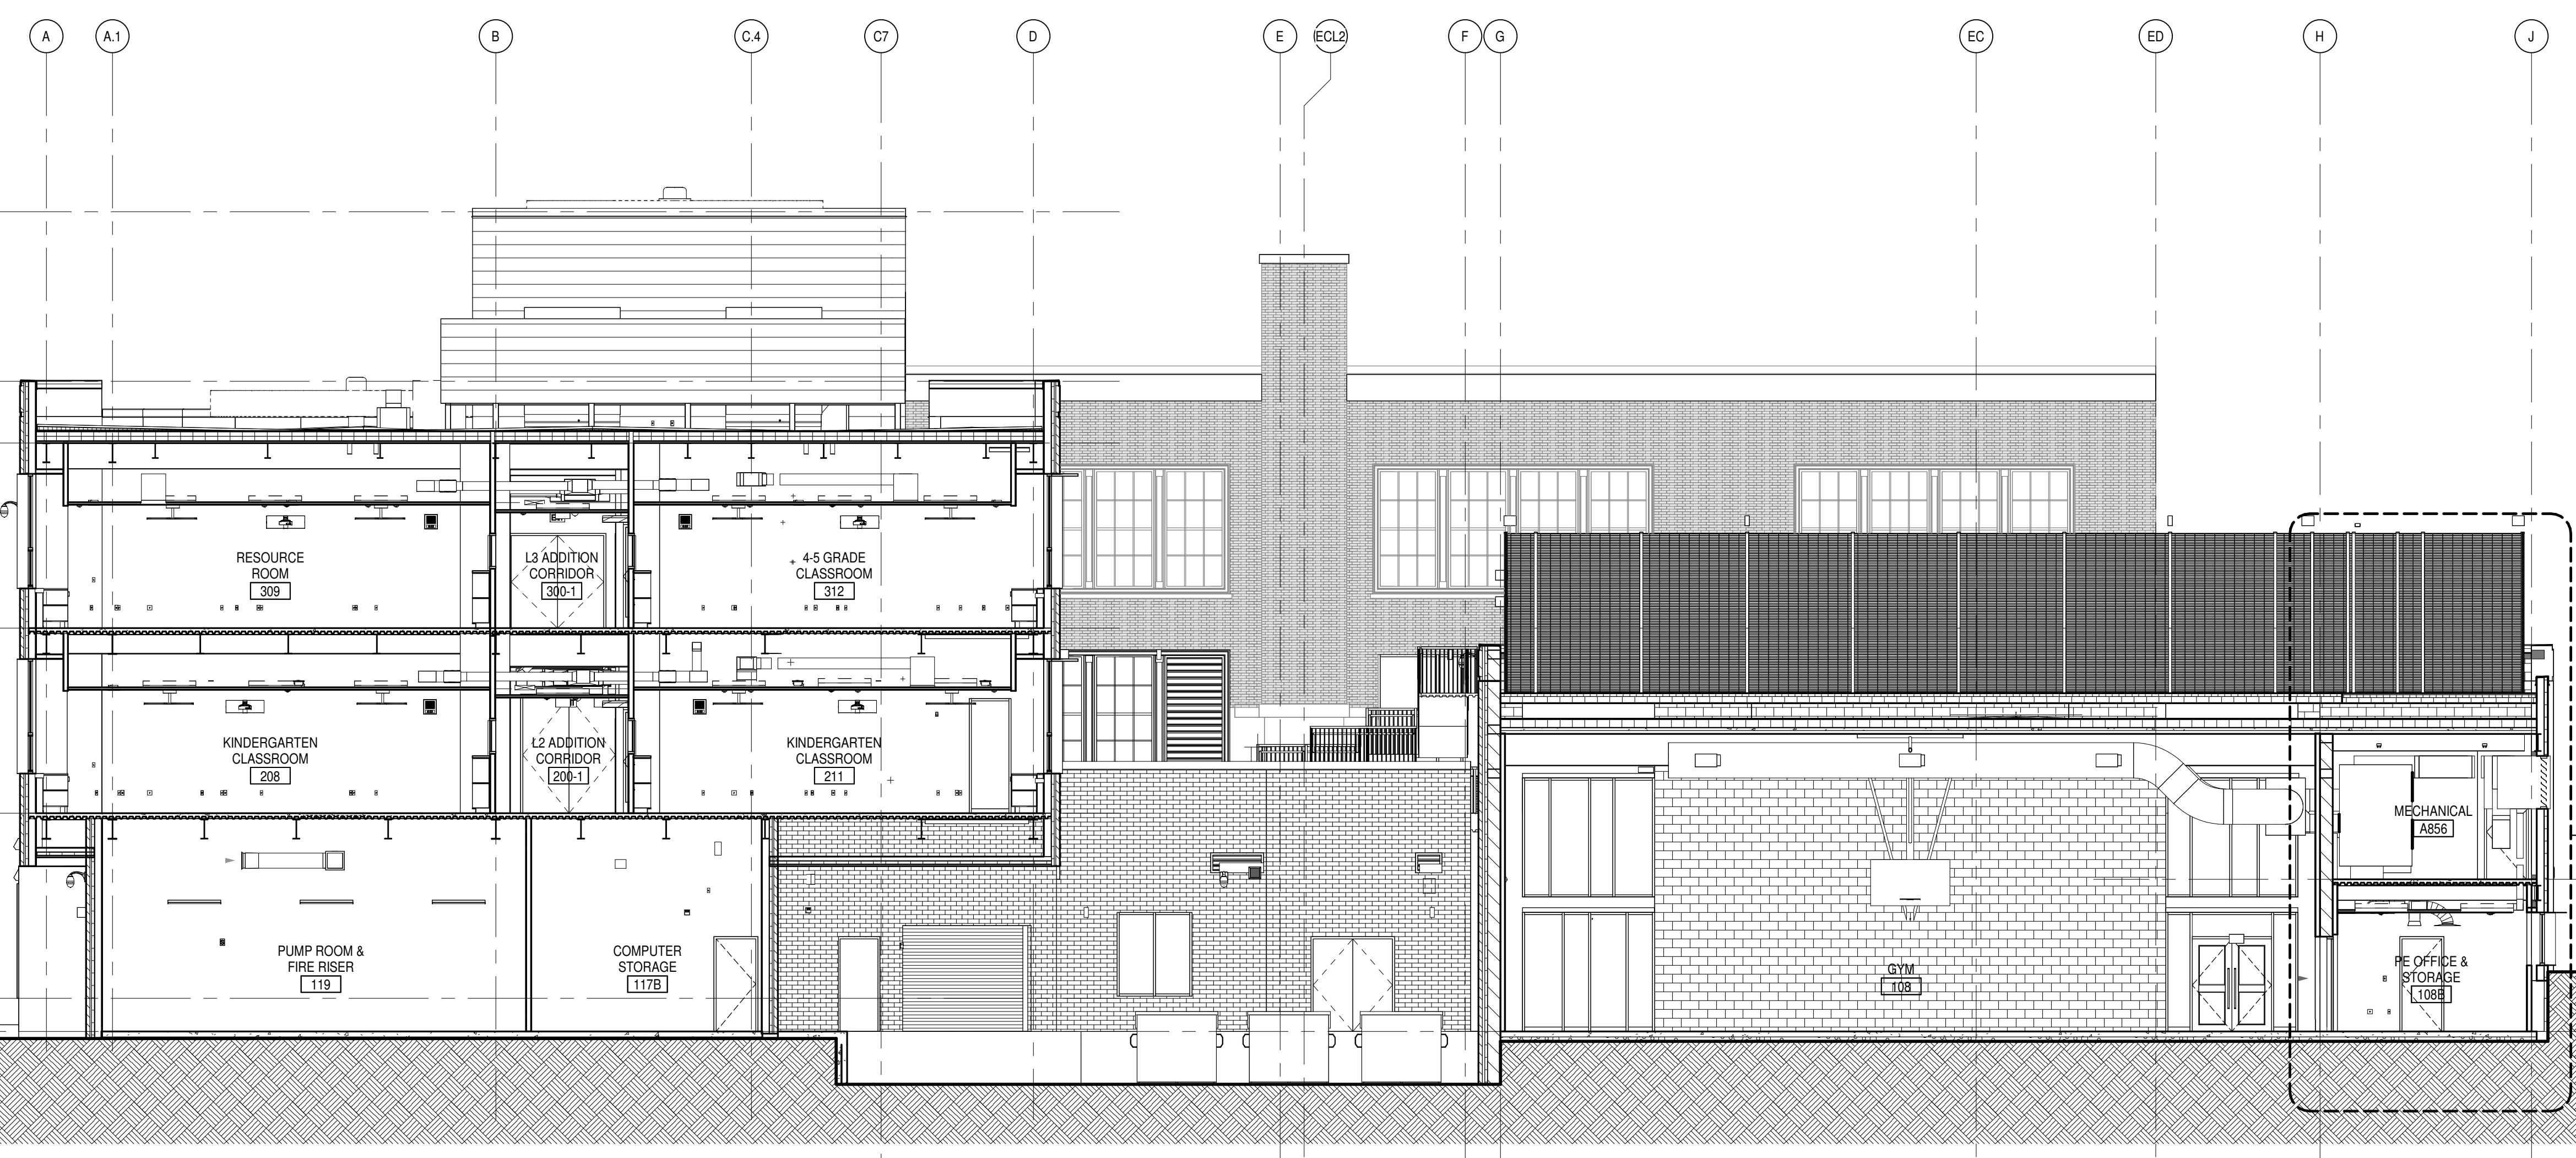 A
A.1
B
C.4
C7
D
E
(ECL2)
F
G
EC
ED
H
J
RESOURCE
ROOM
309
L3 ADDITION
CORRIDOR
300-1
4-5 GRADE
CLASSROOM
312
KINDERGARTEN
CLASSROOM
208
L2 ADDITION
CORRIDOR
200-1
KINDERGARTEN
CLASSROOM
211
MECHANICAL
A856
PUMP ROOM &
FIRE RISER
119
COMPUTER
STORAGE
117B
GYM
108
PE OFFICE &
STORAGE
108B